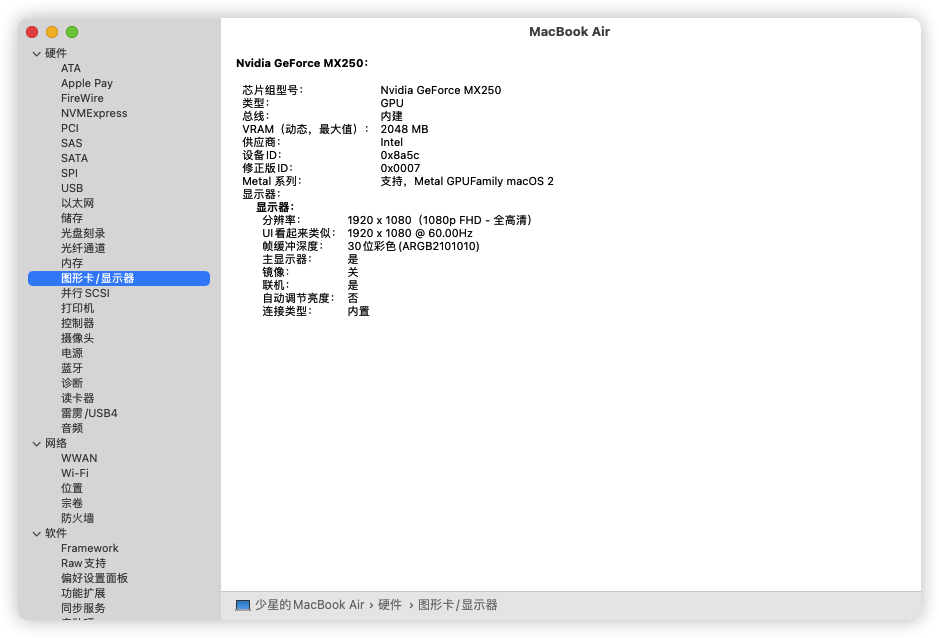 MacBook Air
硬件
ATA
Apple Pay
FireWire
NVMExpress
PCI
SAS
SATA
SPI
USB
以太网
储存
光盘刻录
光纤通道
内存
图形卡/显示器
并行SCSI
打印机
控制器
摄像头
电源
蓝牙
诊断
读卡器
雷雳/USB4
音频
网络
WWAN
Wi-Fi
位置
宗卷
防火墙
软件
Framework
Raw支持
偏好设置面板
功能扩展
同步服务
Nvidia GeForce MX250：
芯片组型号： Nvidia GeForce MX250
类型： GPU
总线： 内建
VRAM（动态，最大值）： 2048 MB
供应商： Intel
设备ID： 0x8a5c
修正版ID： 0x0007
Metal 系列： 支持，Metal GPUFamily macOS 2
显示器：
显示器：
分辨率： 1920 x 1080（1080p FHD - 全高清）
UI看起来类似： 1920 x 1080 @ 60.00Hz
帧缓冲深度： 30位彩色(ARGB2101010)
主显示器： 是
镜像： 关
联机： 是
自动调节亮度： 否
连接类型： 内置
少星的MacBook Air › 硬件 › 图形卡/显示器